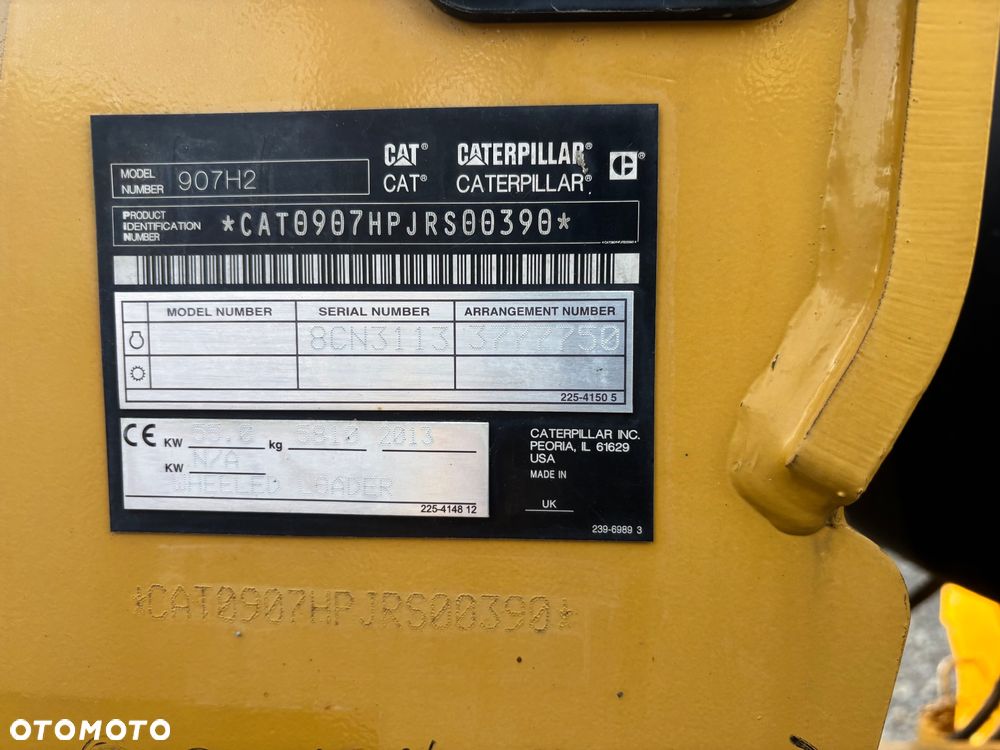 CAT® CATERPILLAR®
MODEL NUMBER 907H2 CAT® CATERPILLAR®
PRODUCT IDENTIFICATION NUMBER *CAT0907HPJRS00390*
MODEL NUMBER SERIAL NUMBER ARRANGEMENT NUMBER
8CN3113
225-4150 5
CE KW kg 2013
KW N/A
WHEELED LOADER
225-4148 12
CATERPILLAR INC.
PEORIA, IL 61629
USA
MADE IN
UK
239-6989 3
*CAT0907HPJRS00390*
OTOMOTO